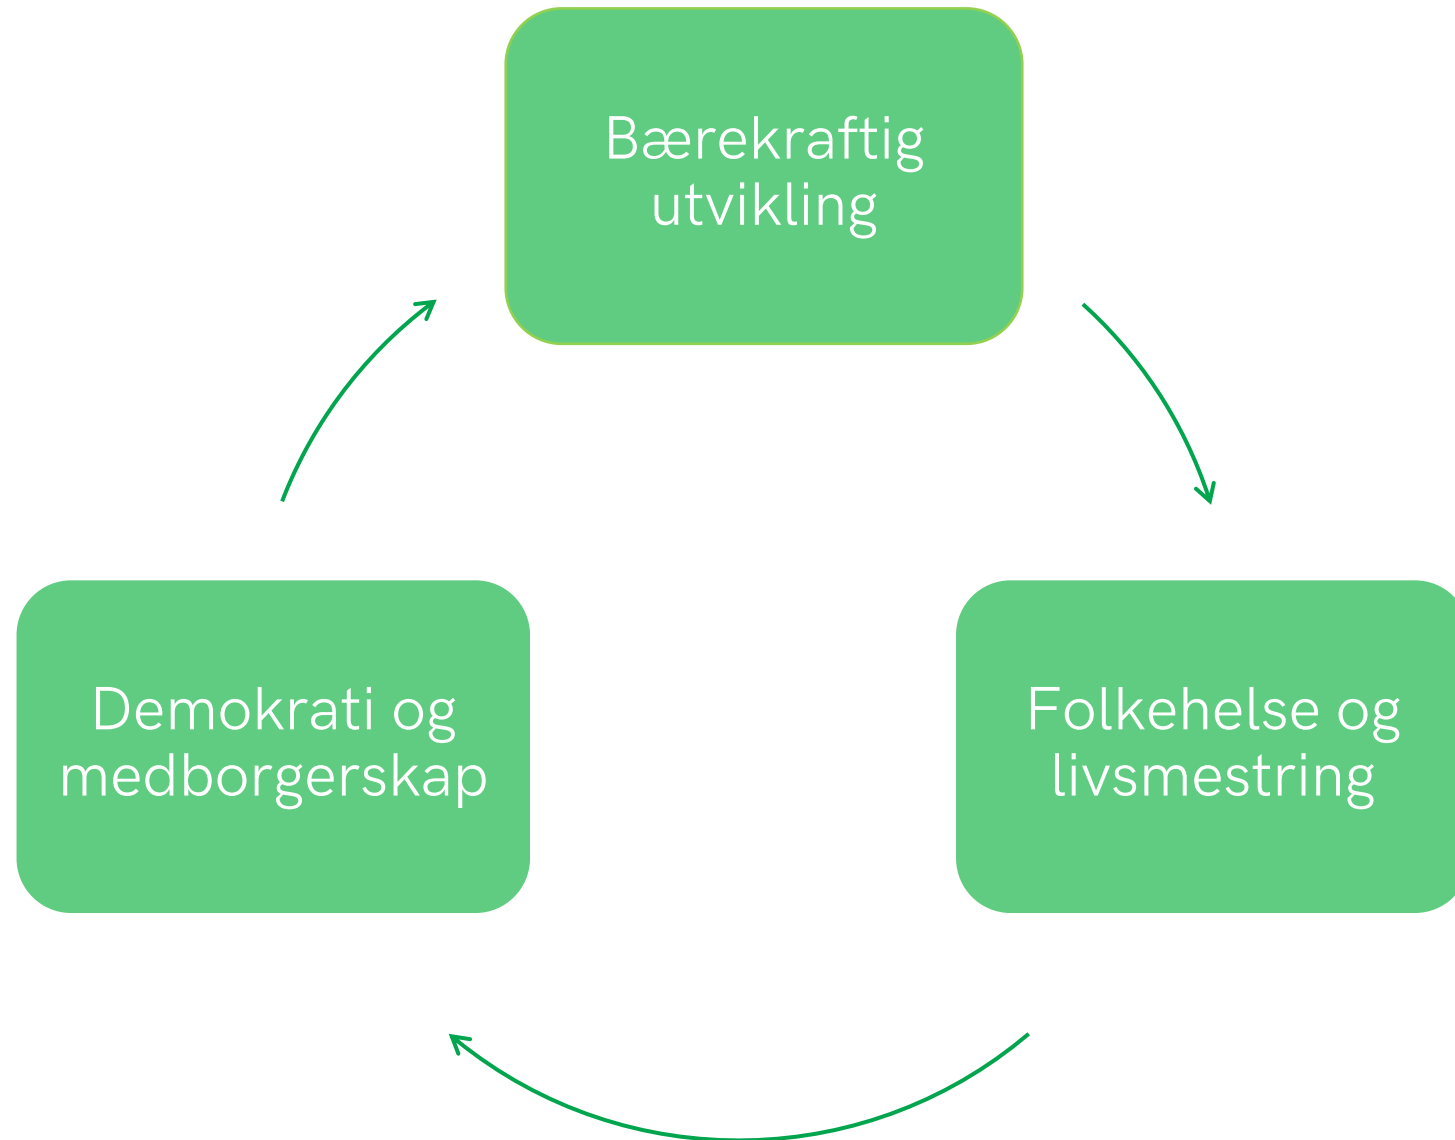 Bærekraftig
utvikling
Demokrati og
medborgerskap
Folkehelse og
livsmestring